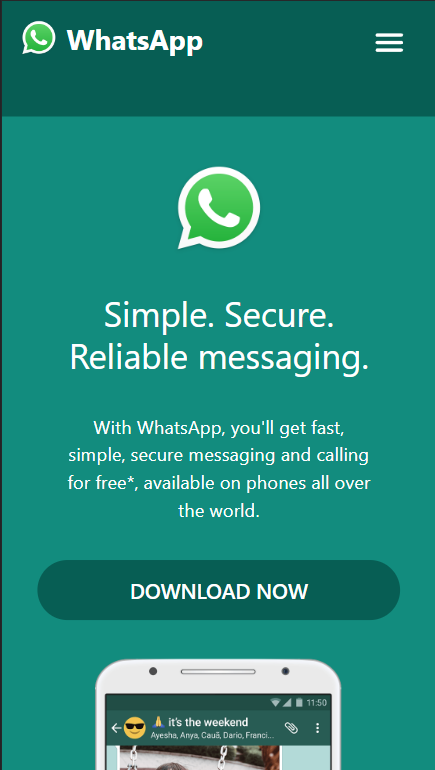 WhatsApp
Simple. Secure.
Reliable messaging.
With WhatsApp, you'll get fast,
simple, secure messaging and calling
for free*, available on phones all over
the world.
DOWNLOAD NOW
11:50
🙏 it's the weekend
Ayesha, Anya, Cauã, Dario, Franci...